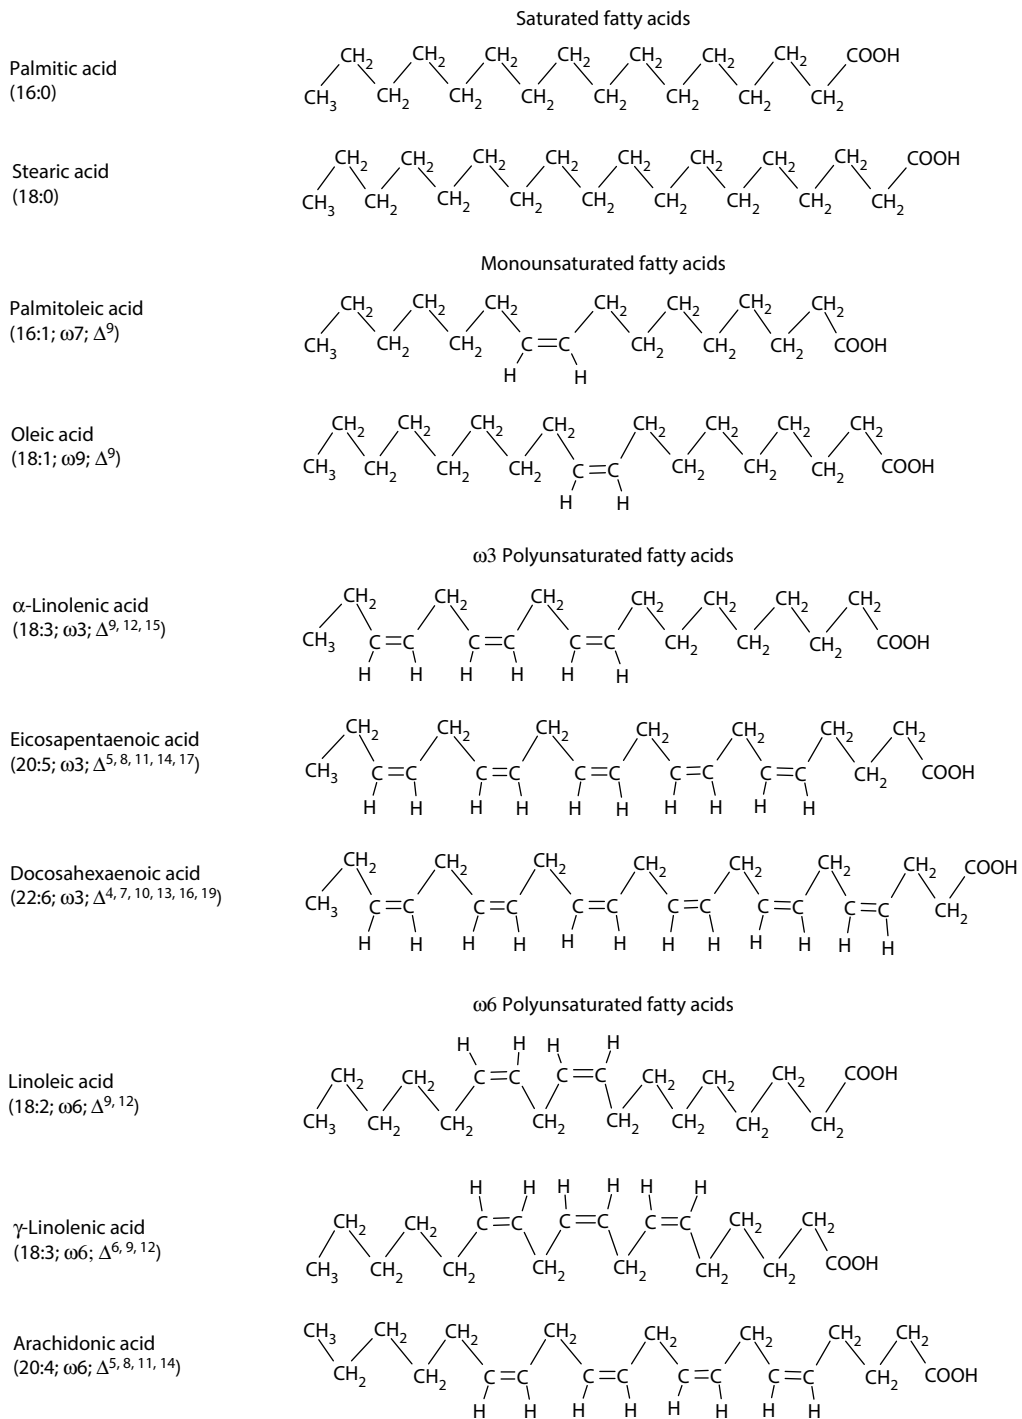 Saturated fatty acids
Palmitic acid
(16:0)
CH₂ CH₂ CH₂ CH₂ CH₂ CH₂ CH₂ COOH
CH₃ CH₂ CH₂ CH₂ CH₂ CH₂ CH₂ CH₂
Stearic acid
(18:0)
CH₂ CH₂ CH₂ CH₂ CH₂ CH₂ CH₂ CH₂ COOH
CH₃ CH₂ CH₂ CH₂ CH₂ CH₂ CH₂ CH₂ CH₂
Monounsaturated fatty acids
Palmitoleic acid
(16:1; ω7; Δ⁹)
CH₂ CH₂ CH₂ CH₂ CH₂ CH₂ CH₂
CH₃ CH₂ CH₂ C=C CH₂ CH₂ CH₂ COOH
H H
Oleic acid
(18:1; ω9; Δ⁹)
CH₂ CH₂ CH₂ CH₂ CH₂ CH₂ CH₂ CH₂
CH₃ CH₂ CH₂ CH₂ C=C CH₂ CH₂ CH₂ COOH
H H
ω3 Polyunsaturated fatty acids
α-Linolenic acid
(18:3; ω3; Δ⁹, ¹², ¹⁵)
CH₂ CH₂ CH₂ CH₂ CH₂ CH₂ CH₂
CH₃ C=C C=C C=C CH₂ CH₂ CH₂ COOH
H H H H H H
Eicosapentaenoic acid
(20:5; ω3; Δ⁵, ⁸, ¹¹, ¹⁴, ¹⁷)
CH₂ CH₂ CH₂ CH₂ CH₂ CH₂ CH₂
CH₃ C=C C=C C=C C=C C=C CH₂ COOH
H H H H H H H H H H
Docosahexaenoic acid
(22:6; ω3; Δ⁴, ⁷, ¹⁰, ¹³, ¹⁶, ¹⁹)
CH₂ CH₂ CH₂ CH₂ CH₂ CH₂ CH₂ COOH
CH₃ C=C C=C C=C C=C C=C C=C CH₂
H H H H H H H H H H H H
ω6 Polyunsaturated fatty acids
Linoleic acid
(18:2; ω6; Δ⁹, ¹²)
H H H H
CH₂ CH₂ C=C C=C CH₂ CH₂ CH₂ COOH
CH₃ CH₂ CH₂ CH₂ CH₂ CH₂ CH₂ CH₂
γ-Linolenic acid
(18:3; ω6; Δ⁶, ⁹, ¹²)
H H H H H H
CH₂ CH₂ C=C C=C C=C CH₂ CH₂
CH₃ CH₂ CH₂ CH₂ CH₂ CH₂ CH₂ COOH
Arachidonic acid
(20:4; ω6; Δ⁵, ⁸, ¹¹, ¹⁴)
CH₃ CH₂ CH₂ CH₂ CH₂ CH₂ CH₂ CH₂
CH₂ CH₂ C=C C=C C=C C=C CH₂ COOH
H H H H H H H H